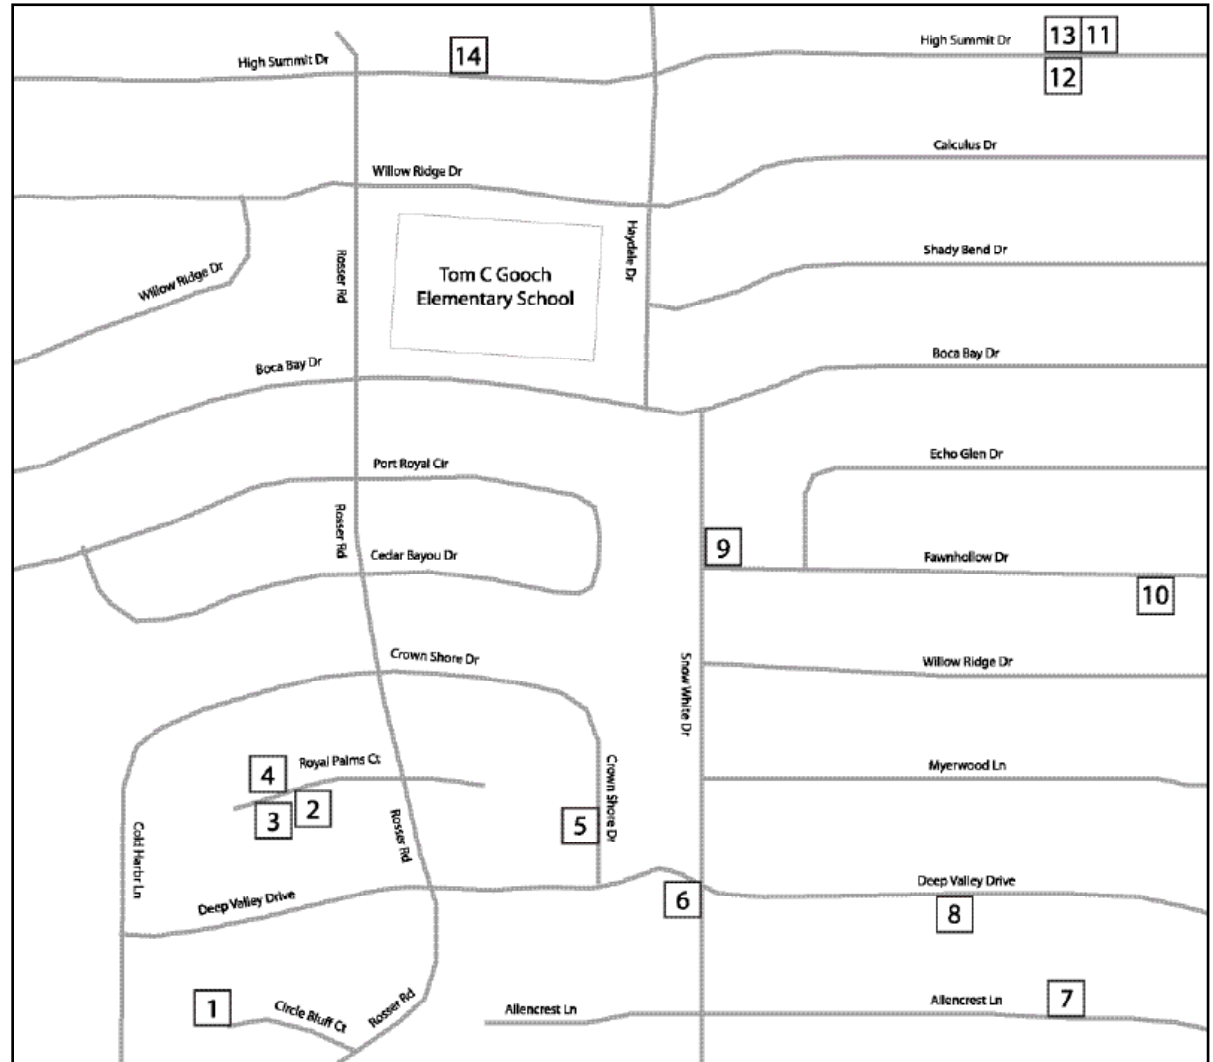 High Summit Dr
14
High Summit Dr
13
11
12
Calculus Dr
Willow Ridge Dr
Haydale Dr
Shady Bend Dr
Rosser Rd
Willow Ridge Dr
Tom C Gooch
Elementary School
Boca Bay Dr
Boca Bay Dr
Port Royal Cir
Echo Glen Dr
Rosser Rd
Cedar Bayou Dr
9
Fawnhollow Dr
10
Crown Shore Dr
Snow White Dr
Willow Ridge Dr
4
Royal Palms Ct
Myerwood Ln
3
2
5
Crown Shore Dr
Rosser Rd
Cold Harbr Ln
Deep Valley Drive
6
Deep Valley Drive
8
1
Circle Bluff Ct
Rosser Rd
Allencrest Ln
Allencrest Ln
7